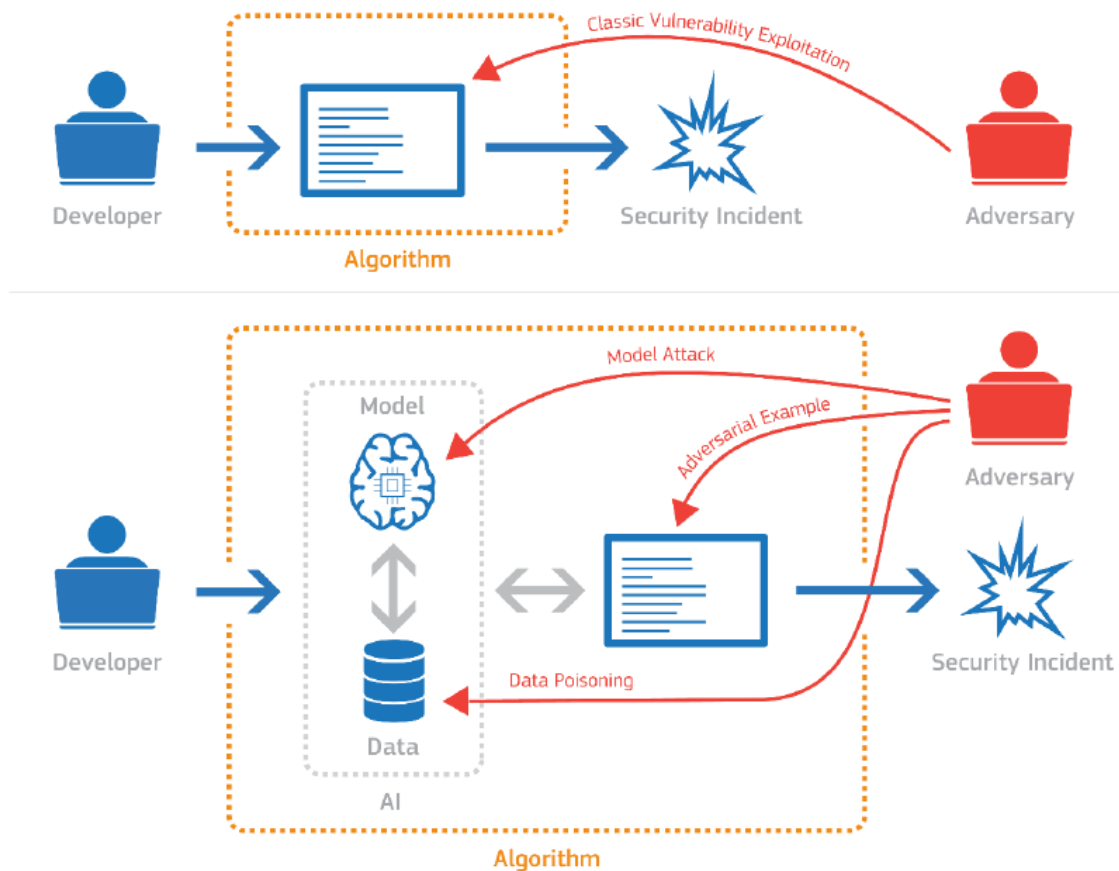 Classic Vulnerability Exploitation
Developer
Security Incident
Adversary
Algorithm
Model Attack
Model
Adversarial Example
Adversary
Developer
Security Incident
Data Poisoning
Data
AI
Algorithm